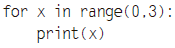 for x in range(0,3):
    print(x)